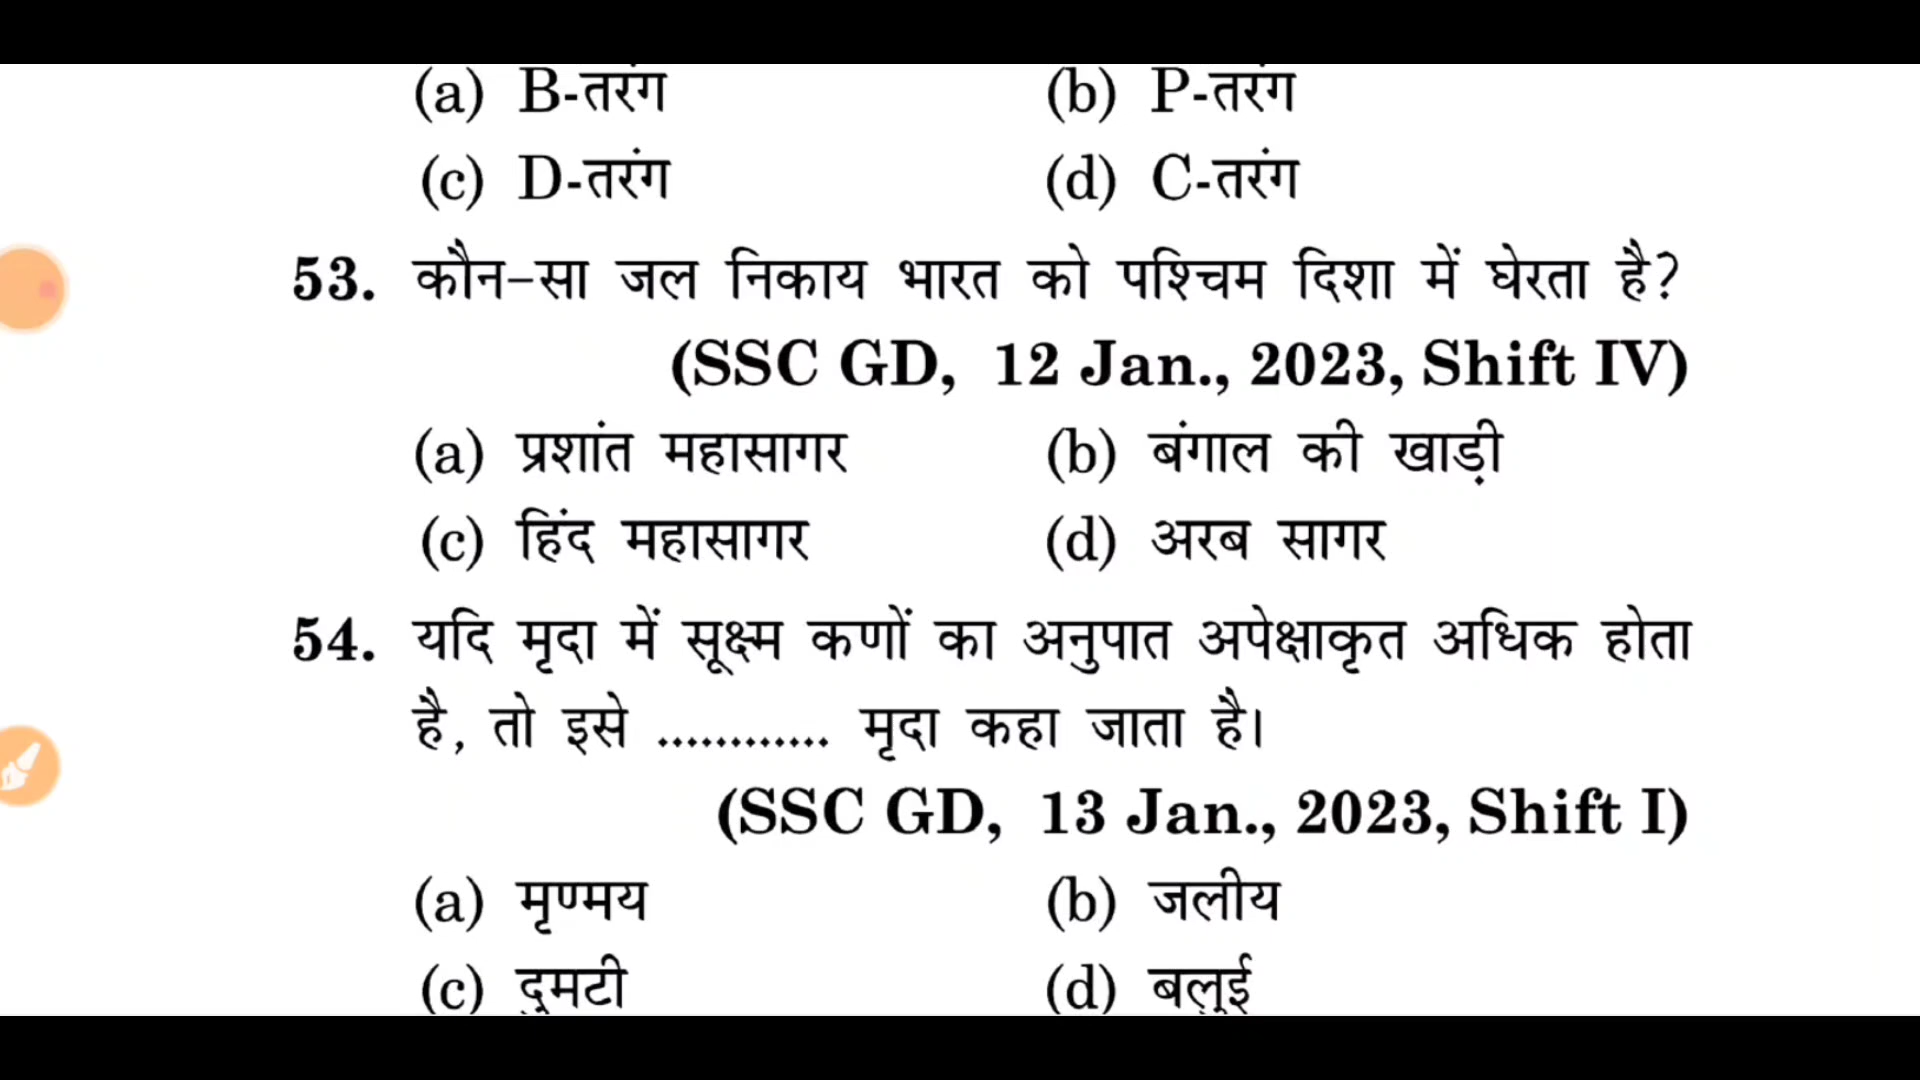 (a) B-तरंग (b) P-तरंग
(c) D-तरंग (d) C-तरंग
53. कौन-सा जल निकाय भारत को पश्चिम दिशा में घेरता है?
(SSC GD, 12 Jan., 2023, Shift IV)
(a) प्रशांत महासागर (b) बंगाल की खाड़ी
(c) हिंद महासागर (d) अरब सागर
54. यदि मृदा में सूक्ष्म कणों का अनुपात अपेक्षाकृत अधिक होता
है, तो इसे ............ मृदा कहा जाता है।
(SSC GD, 13 Jan., 2023, Shift I)
(a) मृण्मय (b) जलीय
(c) दुमटी (d) बलुई